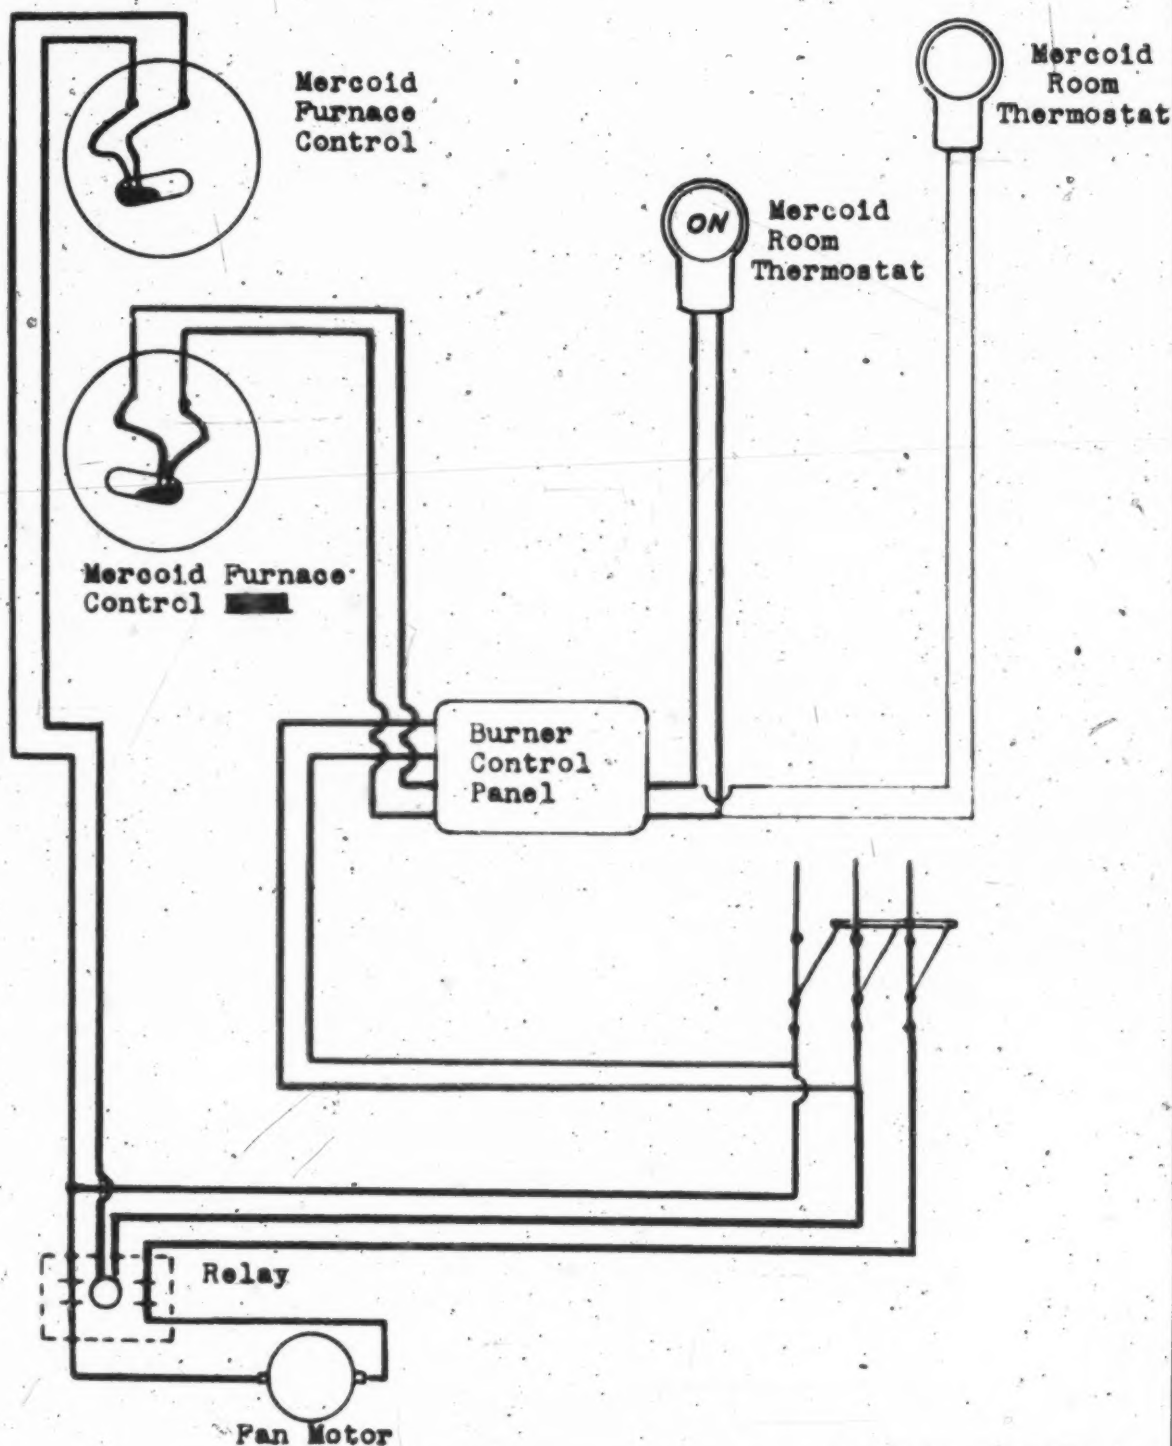 Mercoid
Furnace
Control
Mercoid
Room
Thermostat
ON
Mercoid
Room
Thermostat
Mercoid Furnace
Control
Burner
Control
Panel
Relay
Fan Motor